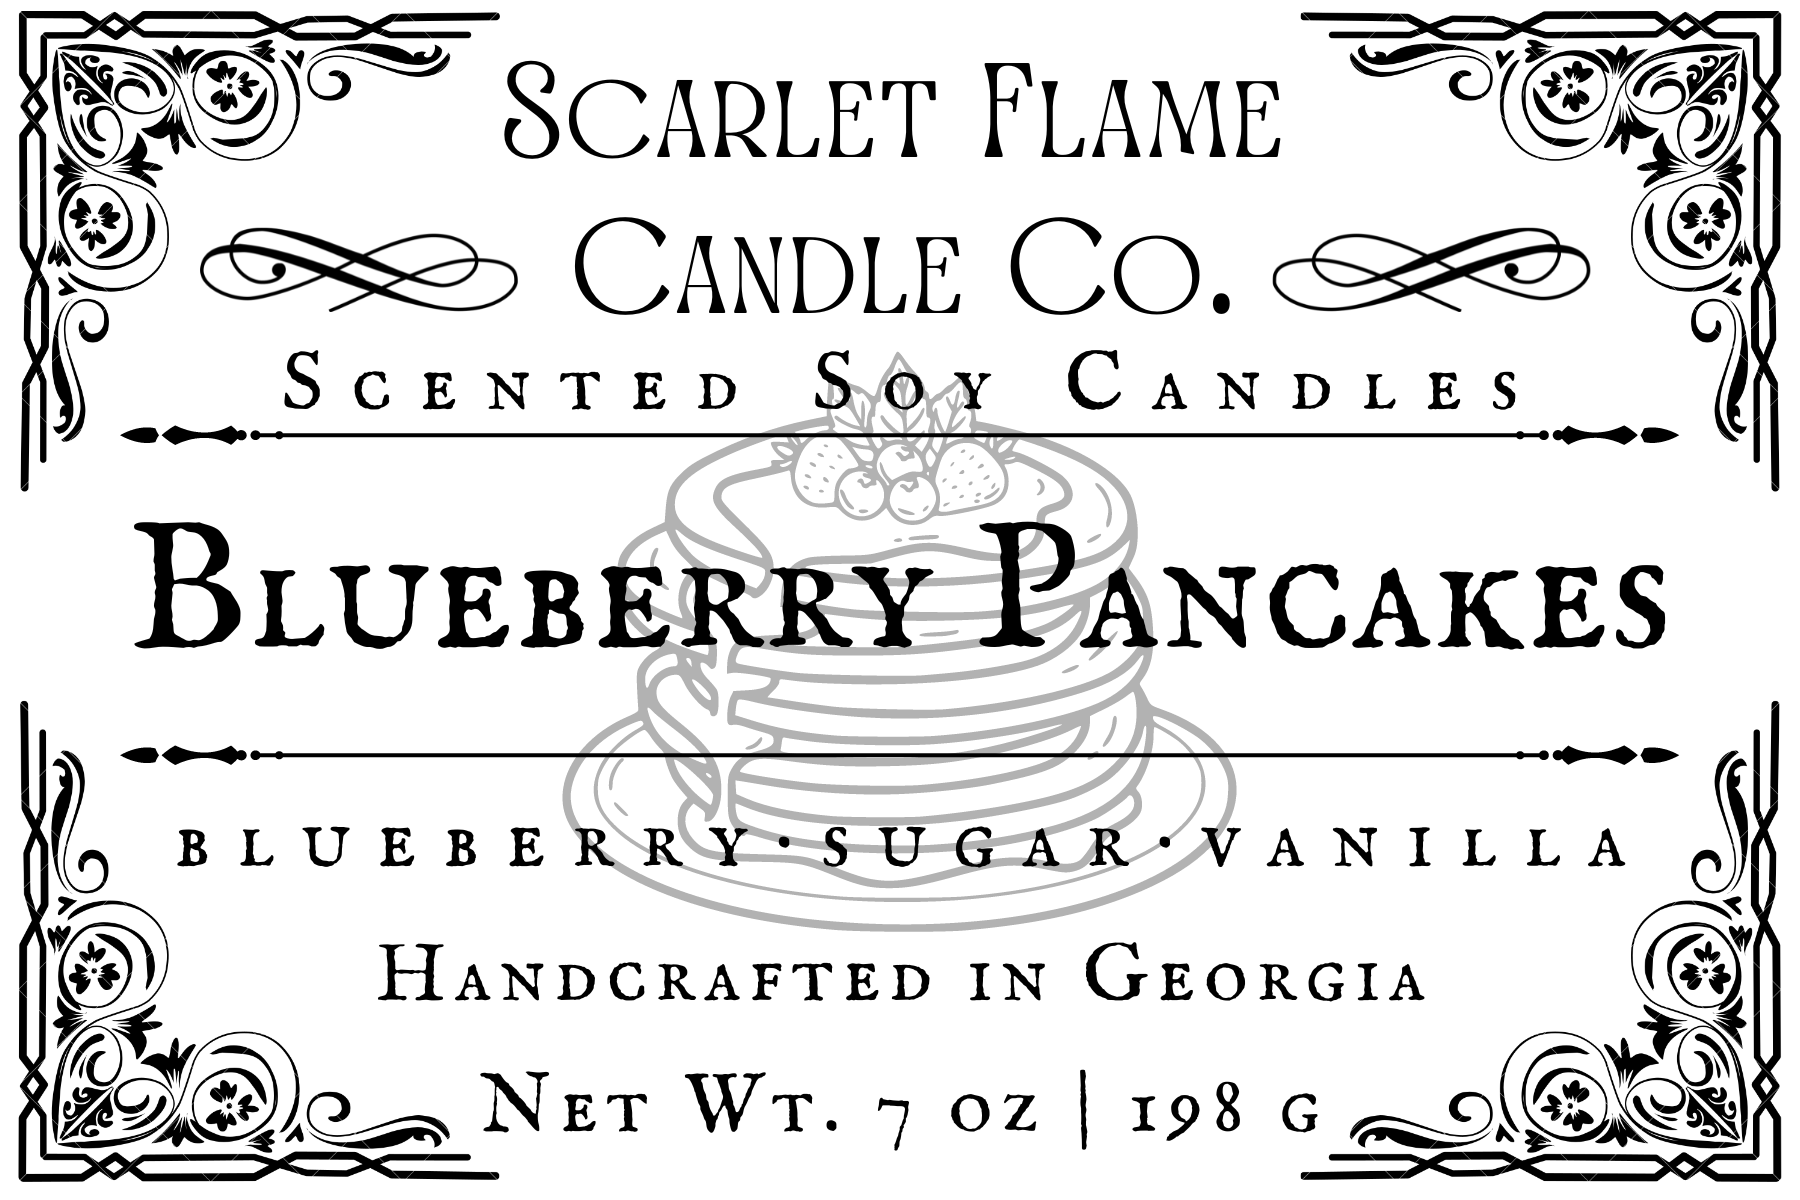 Scarlet Flame
Candle Co.
Scented Soy Candles
Blueberry Pancakes
BLUEBERRY·SUGAR·VANILLA
Handcrafted in Georgia
Net Wt. 7 oz | 198 g